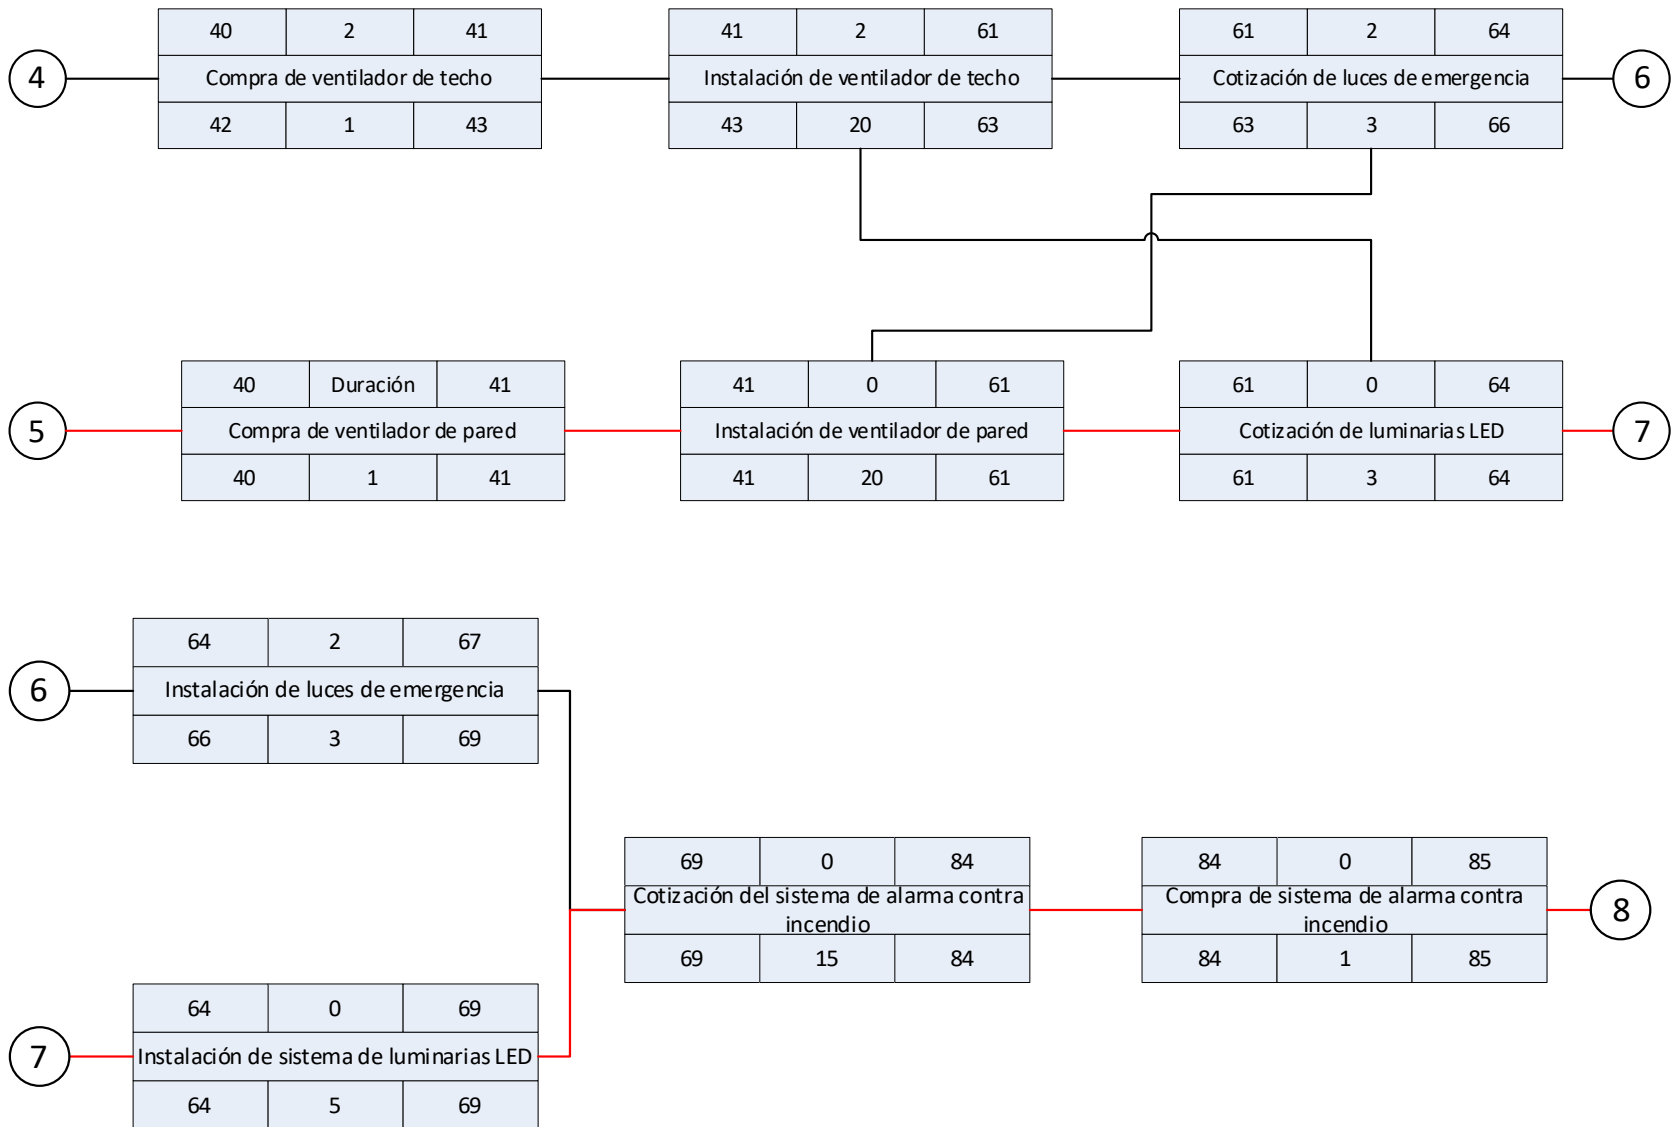 40 2 41 41 2 61 61 2 64
4 Compra de ventilador de techo Instalación de ventilador de techo Cotización de luces de emergencia 6
42 1 43 43 20 63 63 3 66
40 Duración 41 41 0 61 61 0 64
5 Compra de ventilador de pared Instalación de ventilador de pared Cotización de luminarias LED 7
40 1 41 41 20 61 61 3 64
64 2 67
6 Instalación de luces de emergencia
66 3 69
69 0 84 84 0 85
Cotización del sistema de alarma contra Compra de sistema de alarma contra
incendio incendio 8
69 15 84 84 1 85
64 0 69
7 Instalación de sistema de luminarias LED
64 5 69